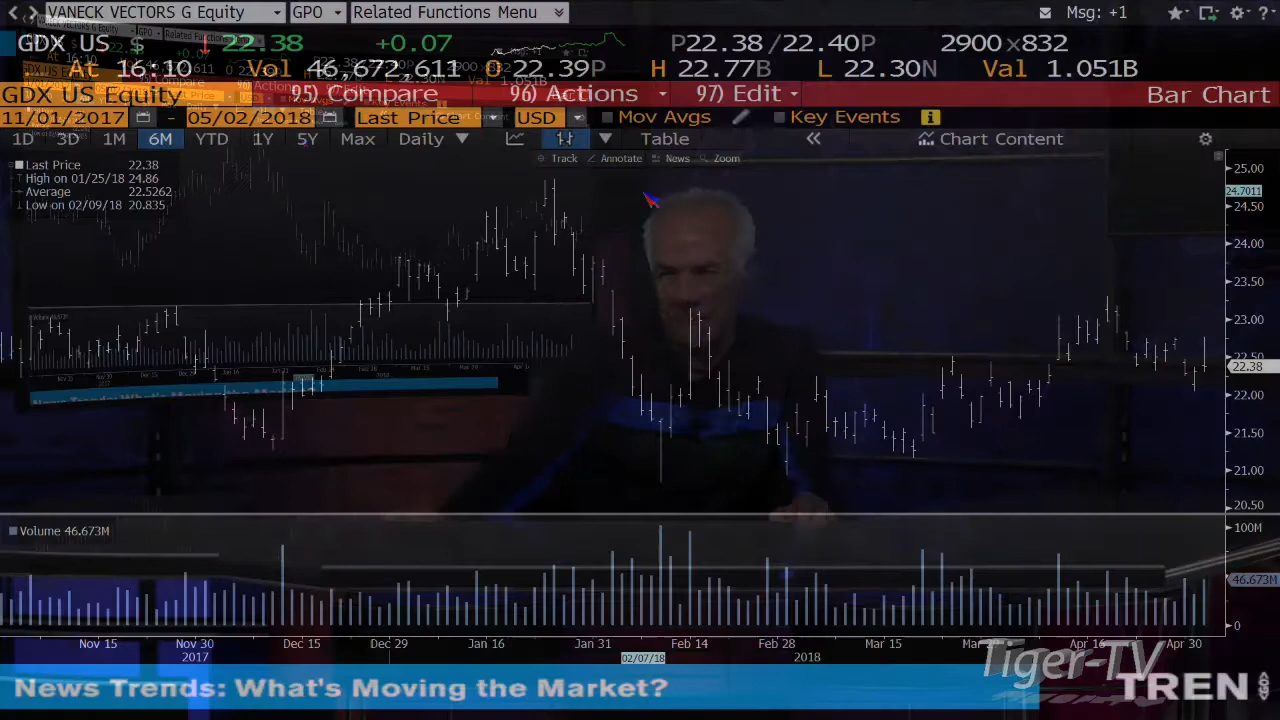 VANECK VECTORS G Equity GPO Related Functions Menu Msg: +1
GDX US $ ↓ 22.38 +0.07 P22.38 / 22.40P 2900×832
At 16:10 Vol 46,672,611 O 22.39P H 22.77B L 22.30N Val 1.051B
GDX US Equity 95) Compare 96) Actions 97) Edit Bar Chart
11/01/2017 - 05/02/2018 Last Price USD Mov Avgs Key Events
1D 3D 1M 6M YTD 1Y 5Y Max Daily Table « Chart Content
Track Annotate News Zoom
Last Price 22.38
High on 01/25/18 24.86
Average 22.5262
Low on 02/09/18 20.835
25.00
24.7011
24.50
24.00
23.50
23.00
22.50
22.38
22.00
21.50
21.00
20.50
Volume 46.673M
100M
46.673M
0
Nov 15 Nov 30 Dec 15 Dec 29 Jan 16 Jan 31 Feb 14 Feb 28 Mar 15 Apr 16 Apr 30
2017 02/07/18 2018
Tiger-TV
News Trends: What's Moving the Market?
TREN